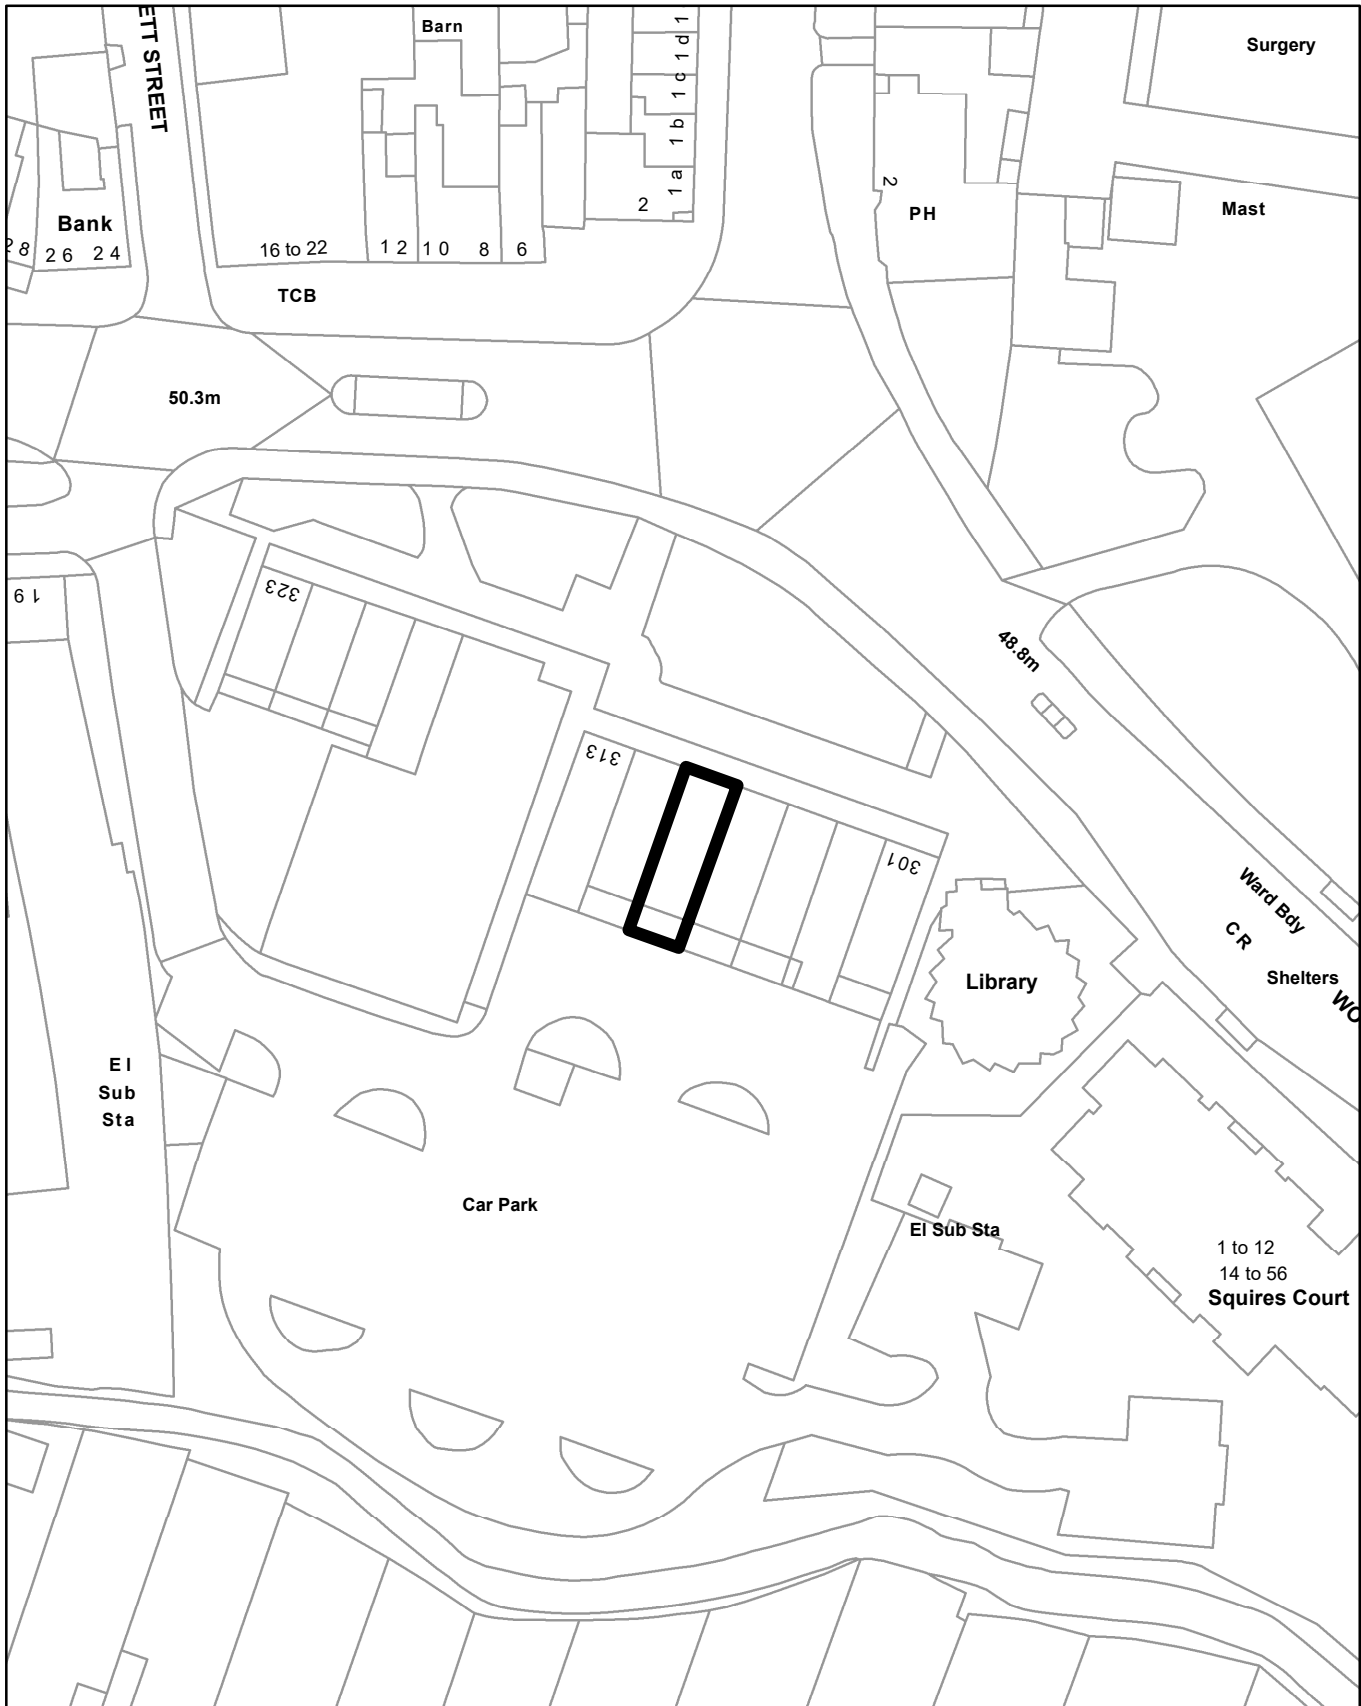 ETT STREET
Barn
Surgery
1 a 1 b 1 c 1 d 1
2
PH
Mast
Bank
2 8
2 6 2 4
16 to 22
1 2
1 0
8
6
2
TCB
50.3m
1 9
323
48.8m
313
301
Ward Bdy
C R
Shelters
WO
Library
El
Sub
Sta
Car Park
El Sub Sta
1 to 12
14 to 56
Squires Court